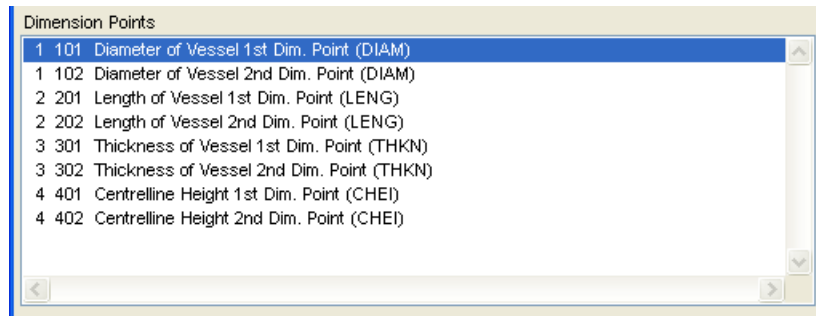 Dimension Points
1 101 Diameter of Vessel 1st Dim. Point (DIAM)
1 102 Diameter of Vessel 2nd Dim. Point (DIAM)
2 201 Length of Vessel 1st Dim. Point (LENG)
2 202 Length of Vessel 2nd Dim. Point (LENG)
3 301 Thickness of Vessel 1st Dim. Point (THKN)
3 302 Thickness of Vessel 2nd Dim. Point (THKN)
4 401 Centrelline Height 1st Dim. Point (CHEI)
4 402 Centrelline Height 2nd Dim. Point (CHEI)